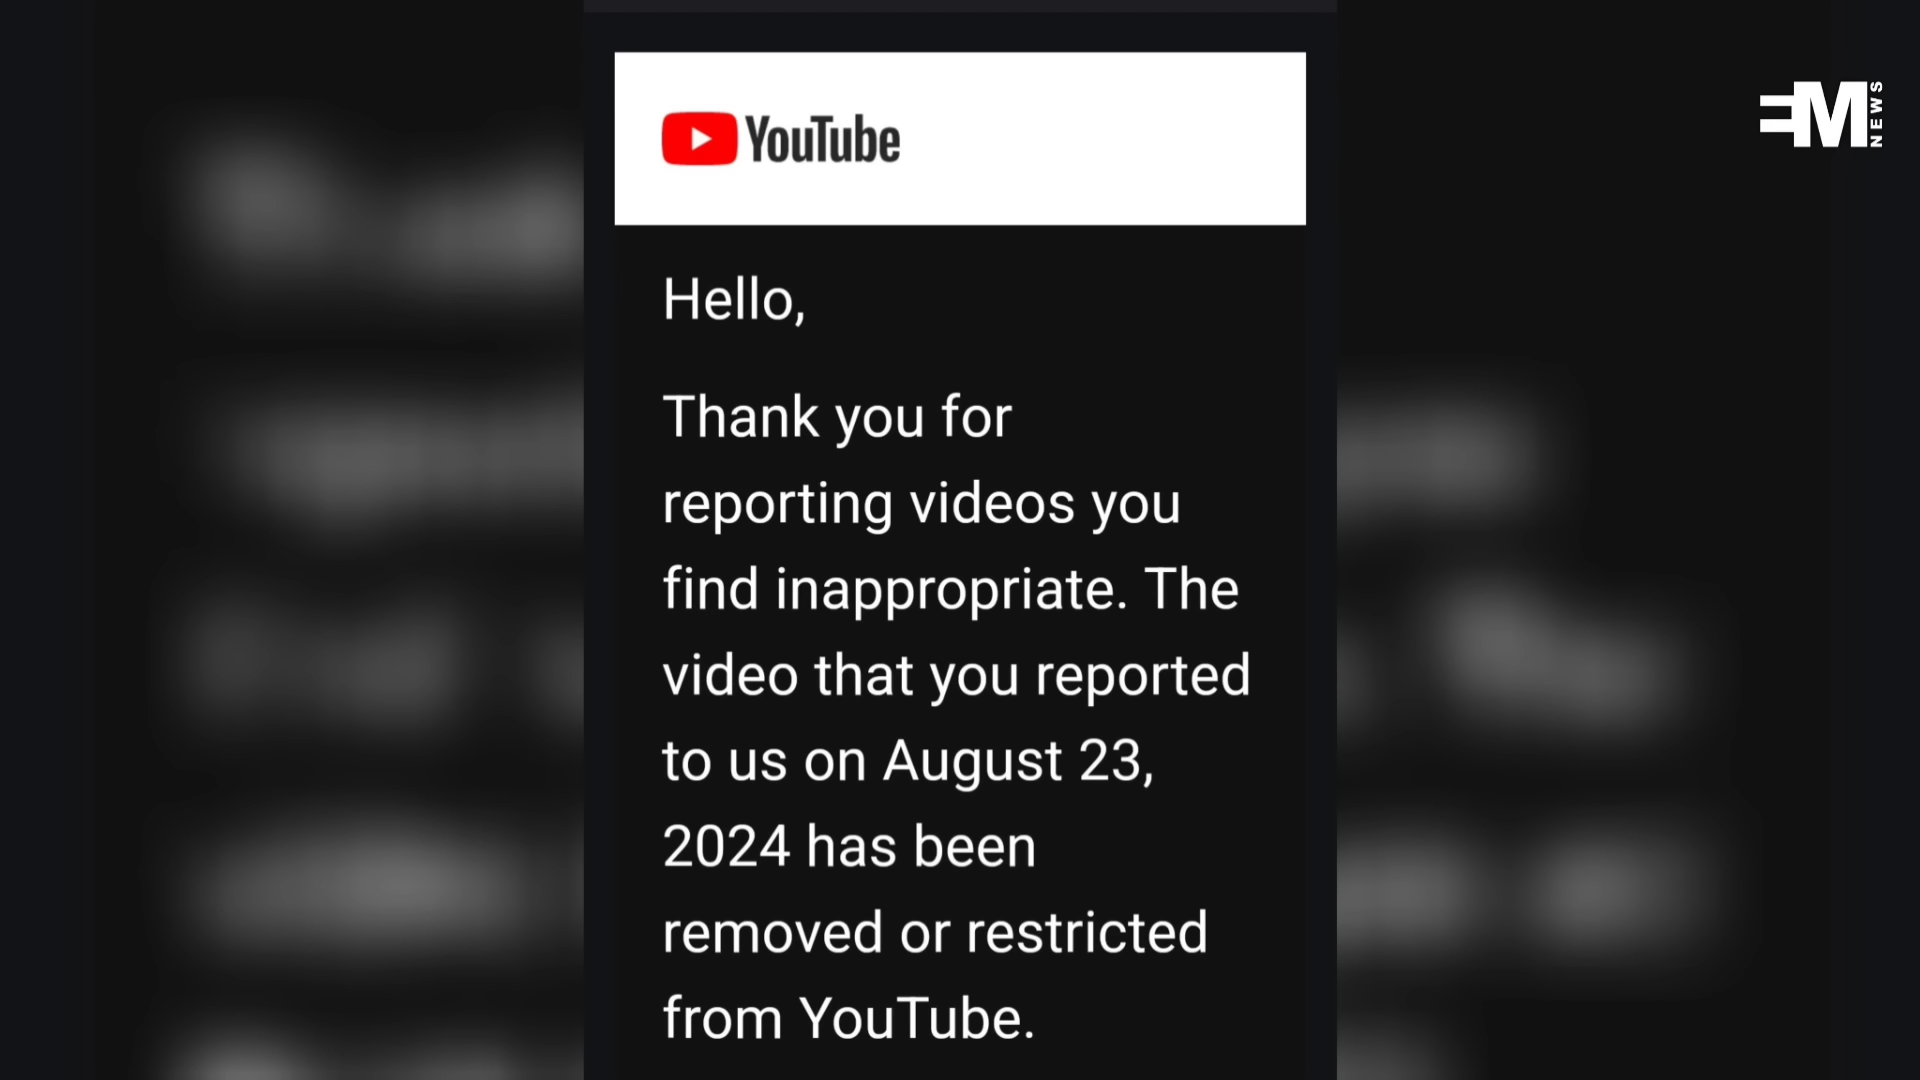 YouTube
EM NEWS
Hello,
Thank you for
reporting videos you
find inappropriate. The
video that you reported
to us on August 23,
2024 has been
removed or restricted
from YouTube.